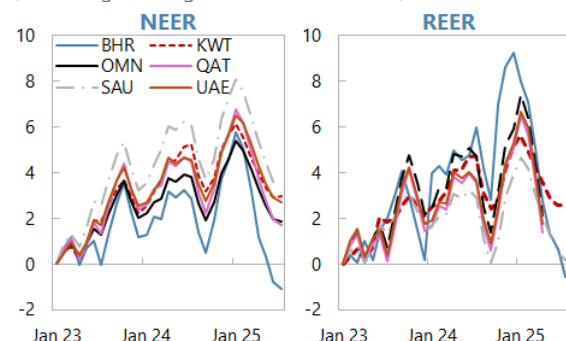 NEER
REER
10
8
6
4
2
0
-2
BHR
KWT
OMN
QAT
SAU
UAE
Jan 23
Jan 24
Jan 25
10
8
6
4
2
0
-2
Jan 23
Jan 24
Jan 25